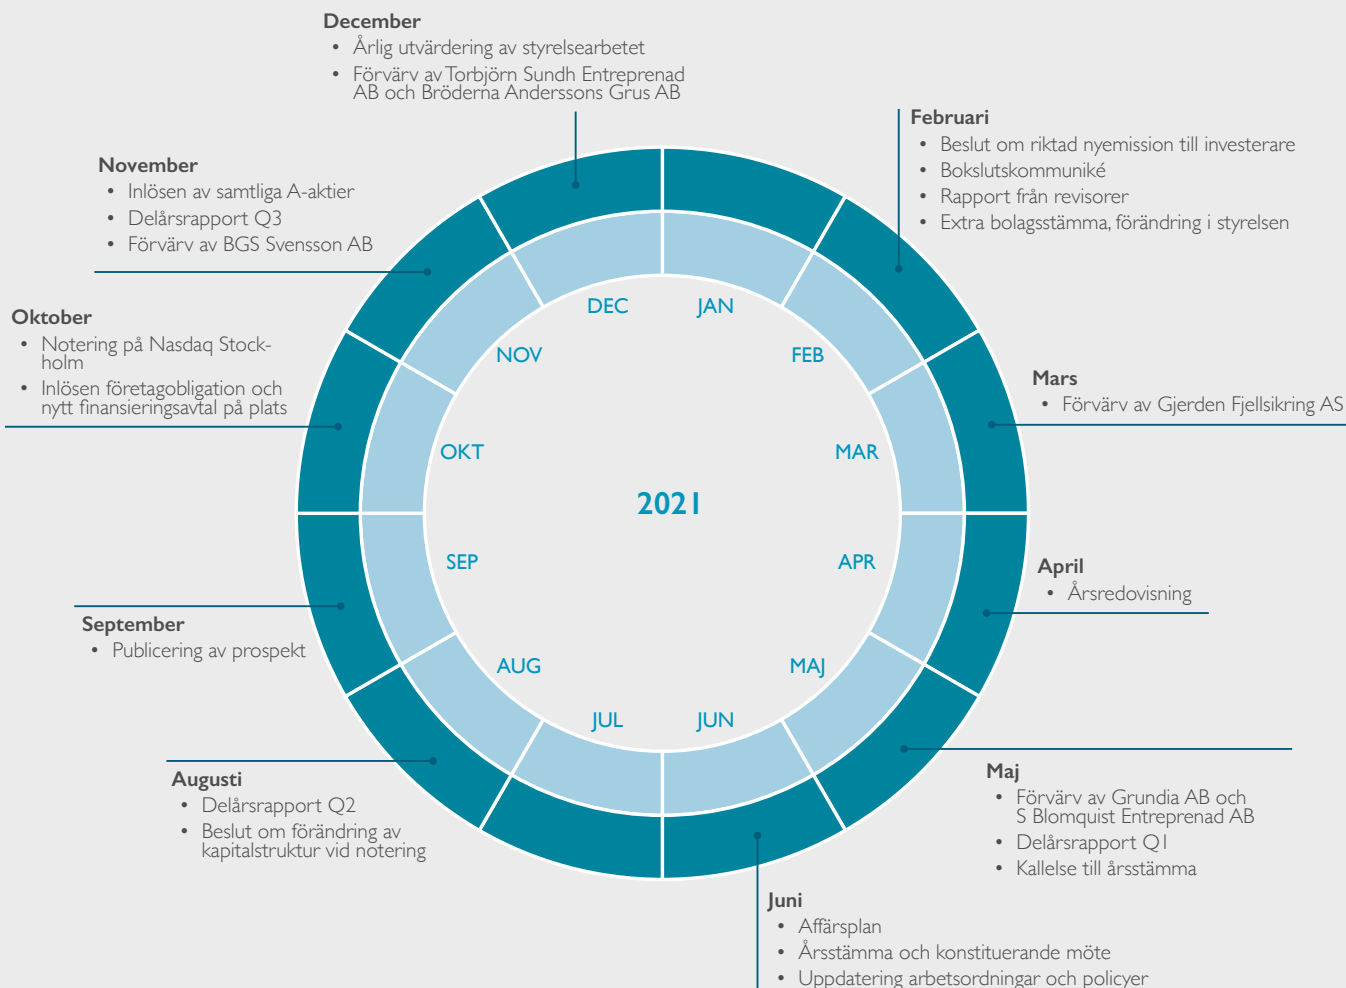 December
• Årlig utvärdering av styrelsearbetet
• Förvärv av Torbjörn Sundh Entreprenad
AB och Bröderna Anderssons Grus AB
Februari
• Beslut om riktad nyemission till investerare
• Bokslutskommuniké
• Rapport från revisorer
• Extra bolagsstämma, förändring i styrelsen
November
• Inlösen av samtliga A-aktier
• Delårsrapport Q3
• Förvärv av BGS Svensson AB
Oktober
• Notering på Nasdaq Stock-
holm
• Inlösen företagobligation och
nytt finansieringsavtal på plats
Mars
• Förvärv av Gjerden Fjellsikring AS
DEC
JAN
NOV
FEB
OKT
MAR
2021
SEP
APR
AUG
MAJ
JUL
JUN
April
• Årsredovisning
September
• Publicering av prospekt
Augusti
• Delårsrapport Q2
• Beslut om förändring av
kapitalstruktur vid notering
Maj
• Förvärv av Grundia AB och
S Blomquist Entreprenad AB
• Delårsrapport Q1
• Kallelse till årsstämma
Juni
• Affärsplan
• Årsstämma och konstituerande möte
• Uppdatering arbetsordningar och policyer